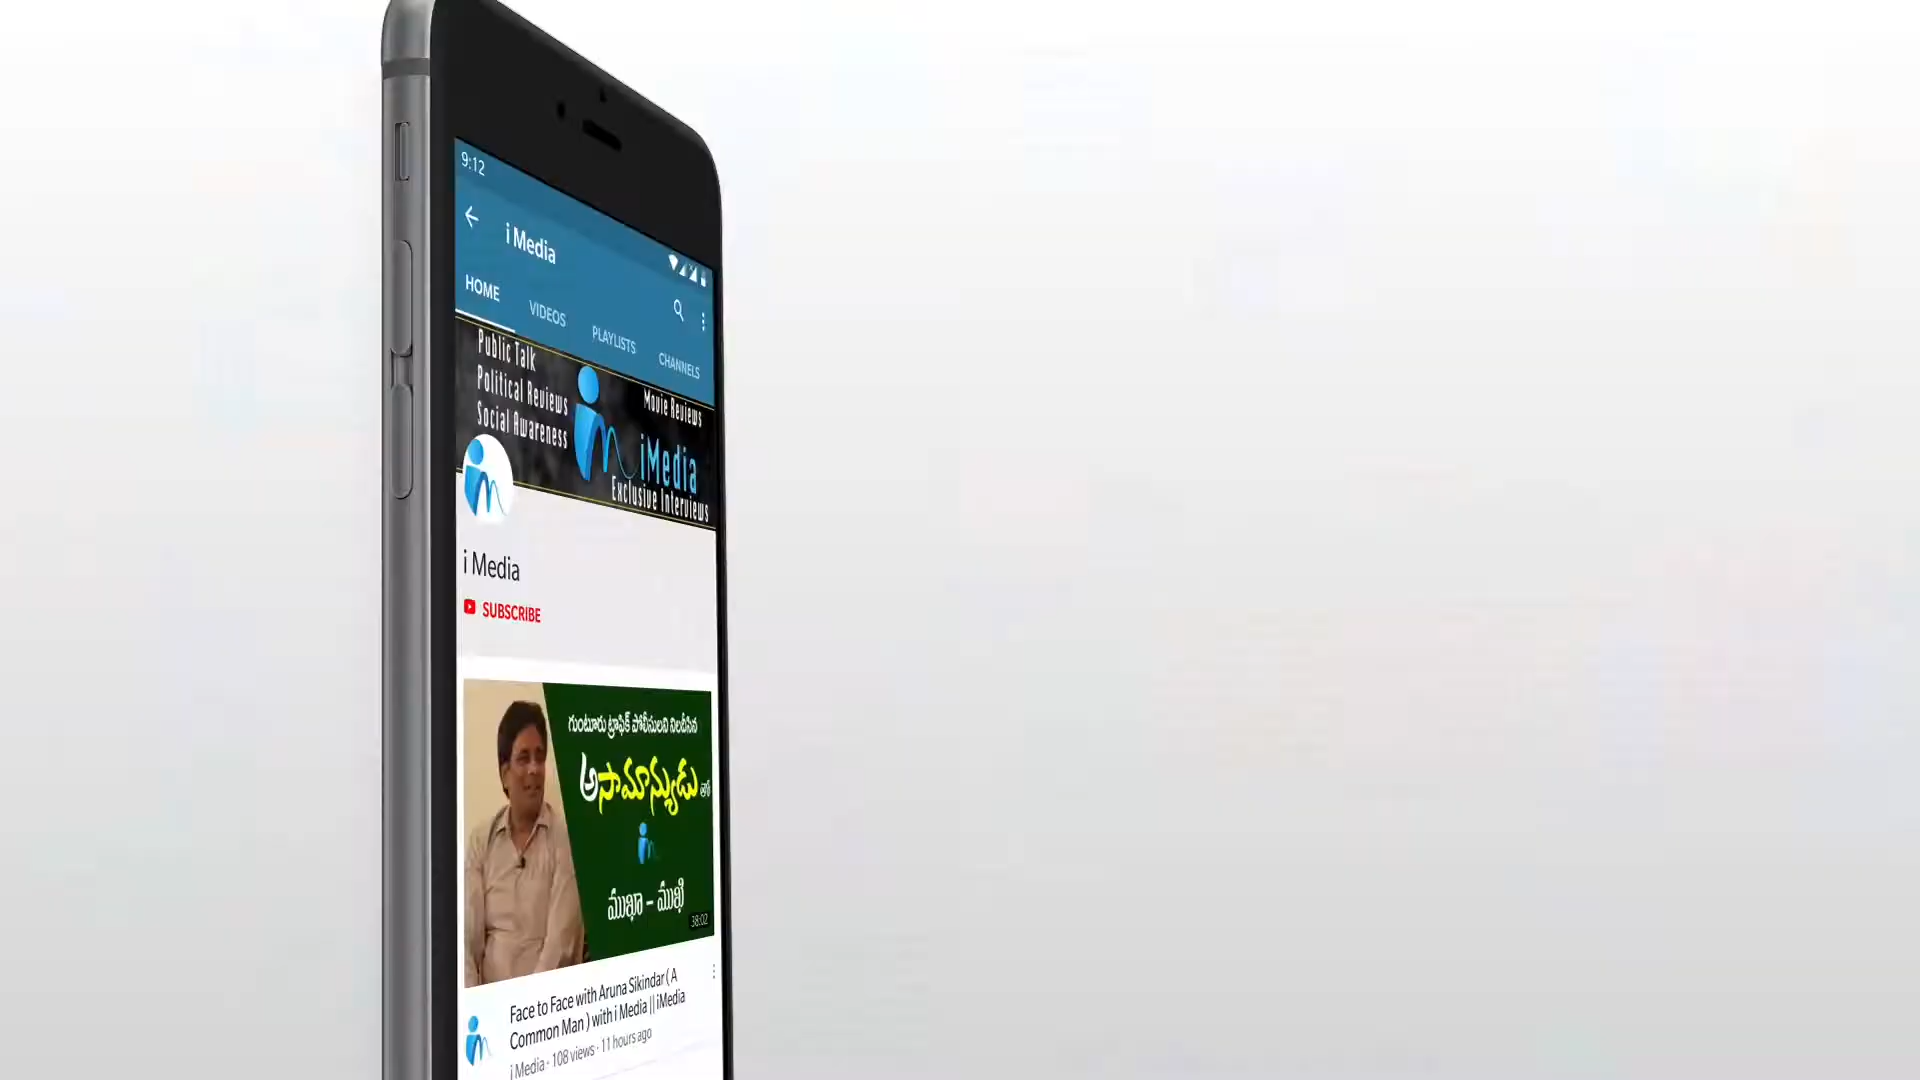 9:12
i Media
HOME
VIDEOS
PLAYLISTS
CHANNELS
Public Talk
Political Reviews
Social Awareness
Movie Reviews
iMedia
Exclusive Interviews
i Media
SUBSCRIBE
గుంటూరు ట్రాఫిక్ పోలీసులని నిలదీసిన
అసామాన్యుడు తో
ముఖా – ముఖి
38:02
Face to Face with Aruna Sikindar ( A
Common Man ) with i Media || iMedia
i Media · 108 views · 11 hours ago